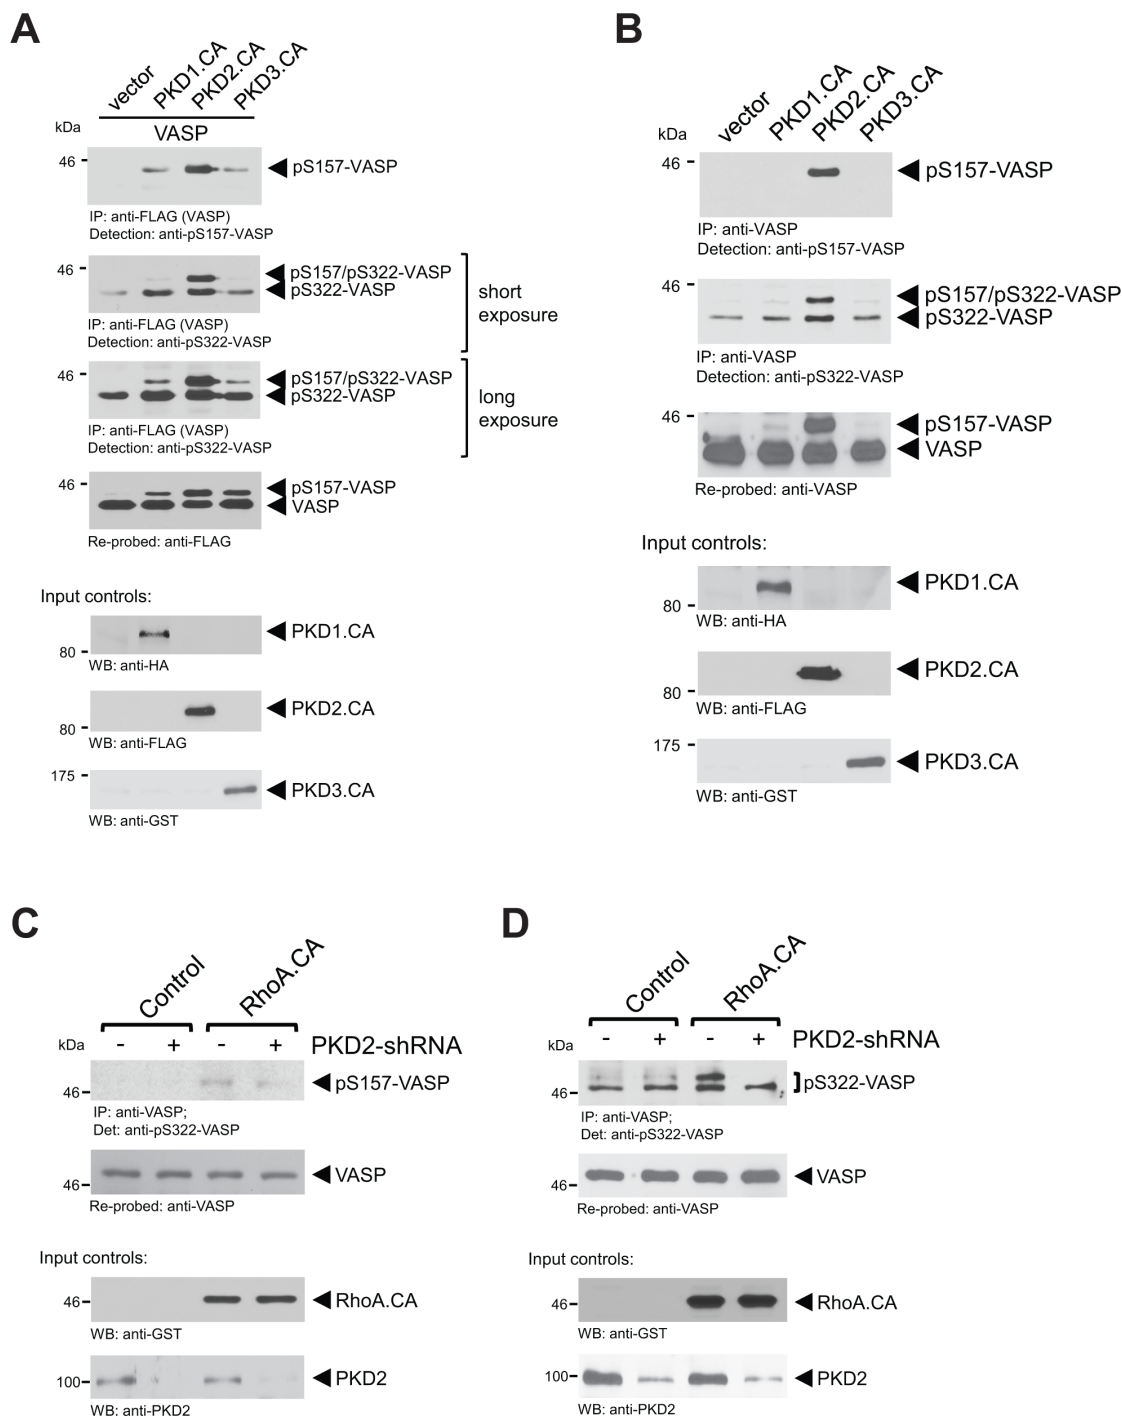 A
vector
PKD1.CA
PKD2.CA
PKD3.CA
VASP
kDa
46
pS157-VASP
IP: anti-FLAG (VASP)
Detection: anti-pS157-VASP
46
pS157/pS322-VASP
pS322-VASP
short
exposure
IP: anti-FLAG (VASP)
Detection: anti-pS322-VASP
46
pS157/pS322-VASP
pS322-VASP
long
exposure
IP: anti-FLAG (VASP)
Detection: anti-pS322-VASP
46
pS157-VASP
VASP
Re-probed: anti-FLAG
Input controls:
PKD1.CA
80
WB: anti-HA
PKD2.CA
80
WB: anti-FLAG
175
PKD3.CA
WB: anti-GST
B
vector
PKD1.CA
PKD2.CA
PKD3.CA
kDa
46
pS157-VASP
IP: anti-VASP
Detection: anti-pS157-VASP
46
pS157/pS322-VASP
pS322-VASP
IP: anti-VASP
Detection: anti-pS322-VASP
46
pS157-VASP
VASP
Re-probed: anti-VASP
Input controls:
PKD1.CA
80
WB: anti-HA
PKD2.CA
80
WB: anti-FLAG
175
PKD3.CA
WB: anti-GST
C
Control
RhoA.CA
- + - + PKD2-shRNA
kDa
pS157-VASP
46
IP: anti-VASP;
Det: anti-pS322-VASP
VASP
46
Re-probed: anti-VASP
Input controls:
46
RhoA.CA
WB: anti-GST
100
PKD2
WB: anti-PKD2
D
Control
RhoA.CA
- + - + PKD2-shRNA
kDa
pS322-VASP
46
IP: anti-VASP;
Det: anti-pS322-VASP
VASP
46
Re-probed: anti-VASP
Input controls:
46
RhoA.CA
WB: anti-GST
100
PKD2
WB: anti-PKD2